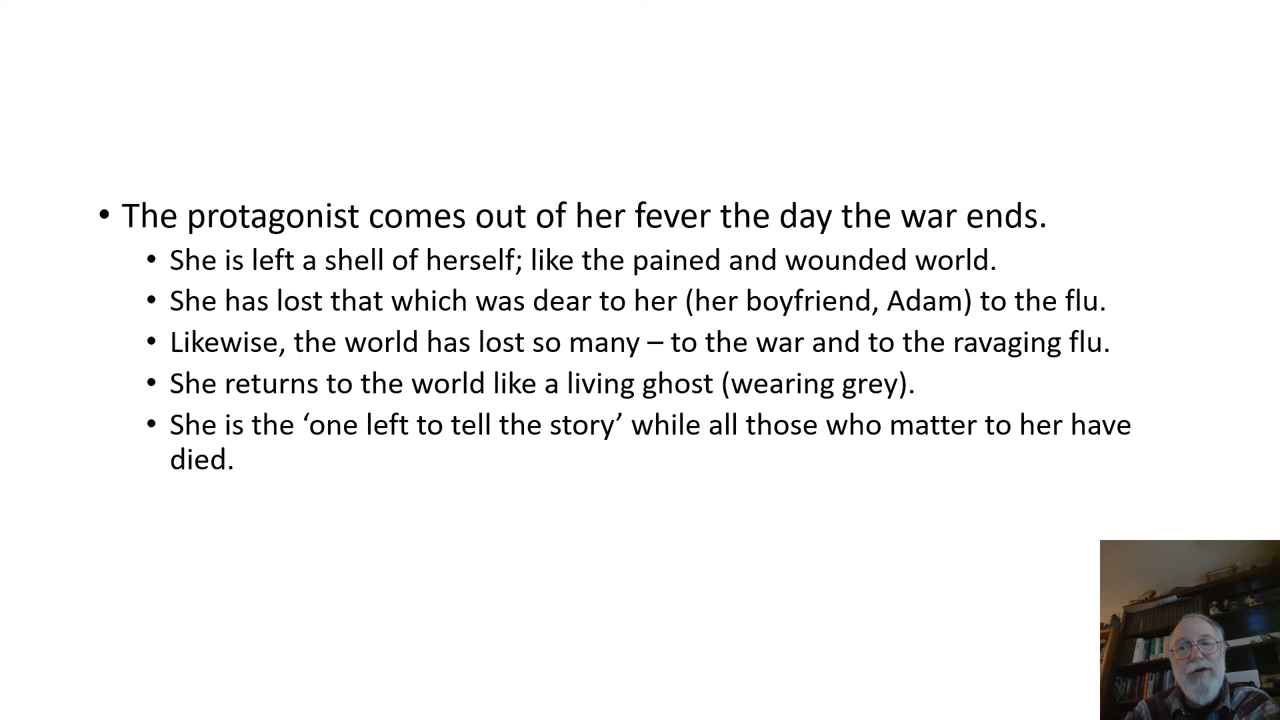 • The protagonist comes out of her fever the day the war ends.
• She is left a shell of herself; like the pained and wounded world.
• She has lost that which was dear to her (her boyfriend, Adam) to the flu.
• Likewise, the world has lost so many – to the war and to the ravaging flu.
• She returns to the world like a living ghost (wearing grey).
• She is the ‘one left to tell the story’ while all those who matter to her have
died.